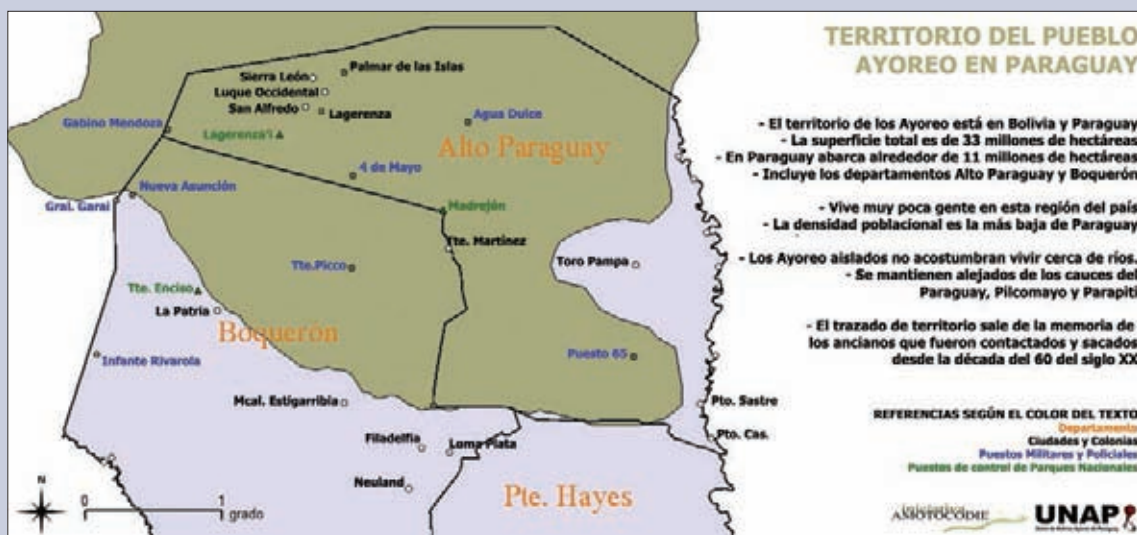 TERRITORIO DEL PUEBLO
AYOREO EN PARAGUAY
- El territorio de los Ayoreo está en Bolivia y Paraguay
- La superficie total es de 33 millones de hectáreas
- En Paraguay abarca alrededor de 11 millones de hectáreas
- Incluye los departamentos Alto Paraguay y Boquerón
- Vive muy poca gente en esta región del país
- La densidad poblacional es la más baja de Paraguay
- Los Ayoreo aislados no acostumbran vivir cerca de ríos.
- Se mantienen alejados de los cauces del
Paraguay, Pilcomayo y Parapiti
- El trazado de territorio sale de la memoria de
los ancianos que fueron contactados y sacados
desde la década del 60 del siglo XX
REFERENCIAS SEGÚN EL COLOR DEL TEXTO
Departamento
Ciudades y Colonias
Puestos Militares y Policiales
Puestos de control de Parques Nacionales
Palmar de las Islas
Sierra León
Luque Occidental
San Alfredo
Lagerenza
Gabino Mendoza
Lagerenza'i
Agua Dulce
Alto Paraguay
4 de Mayo
Nueva Asunción
Gral. Garai
Madrejón
Tte. Martínez
Toro Pampa
Tte.Picco
Tte. Enciso
La Patria
Boquerón
Infante Rivarola
Puesto 65
Mcal. Estigarribia
Pto. Sastre
Filadelfia
Loma Plata
Pto. Cas.
Neuland
Pte. Hayes
N
0 1
grado
iniciativa
AMOTOCODIE
UNAP